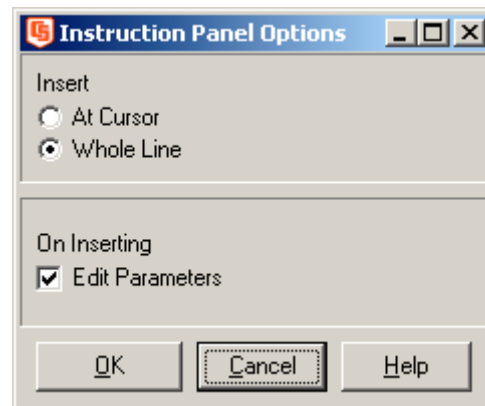 Instruction Panel Options
Insert
At Cursor
Whole Line
On Inserting
Edit Parameters
OK Cancel Help